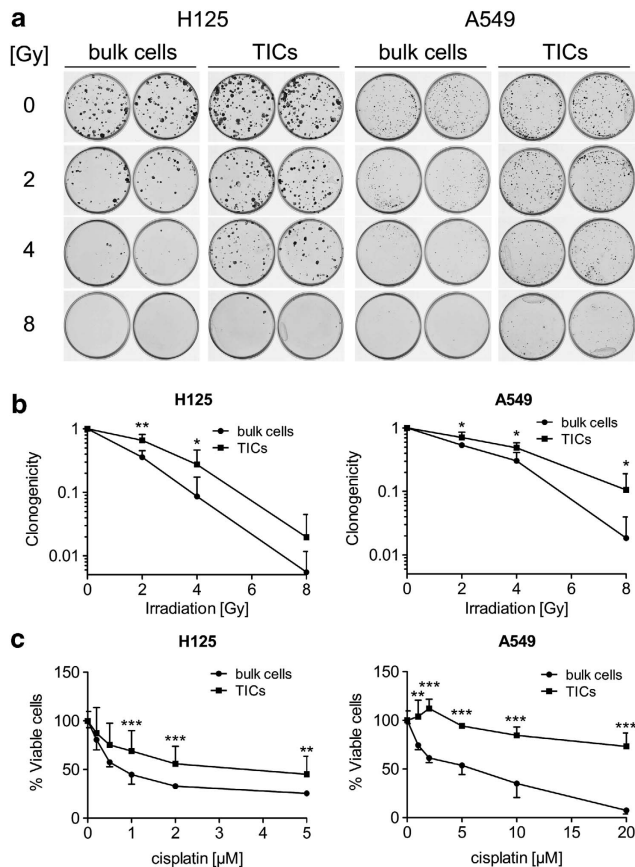 a
H125 A549
[Gy] bulk cells TICs bulk cells TICs
0
2
4
8
b
H125
Clonogenicity
1
0.1
0.01
** *
bulk cells
TICs
0 2 4 6 8
Irradiation [Gy]
A549
Clonogenicity
1
0.1
0.01
* * *
bulk cells
TICs
0 2 4 6 8
Irradiation [Gy]
c
H125
% Viable cells
150
100
50
0
*** *** **
bulk cells
TICs
0 1 2 3 4 5
cisplatin [µM]
A549
% Viable cells
150
100
50
0
** *** *** *** ***
bulk cells
TICs
0 5 10 15 20
cisplatin [µM]